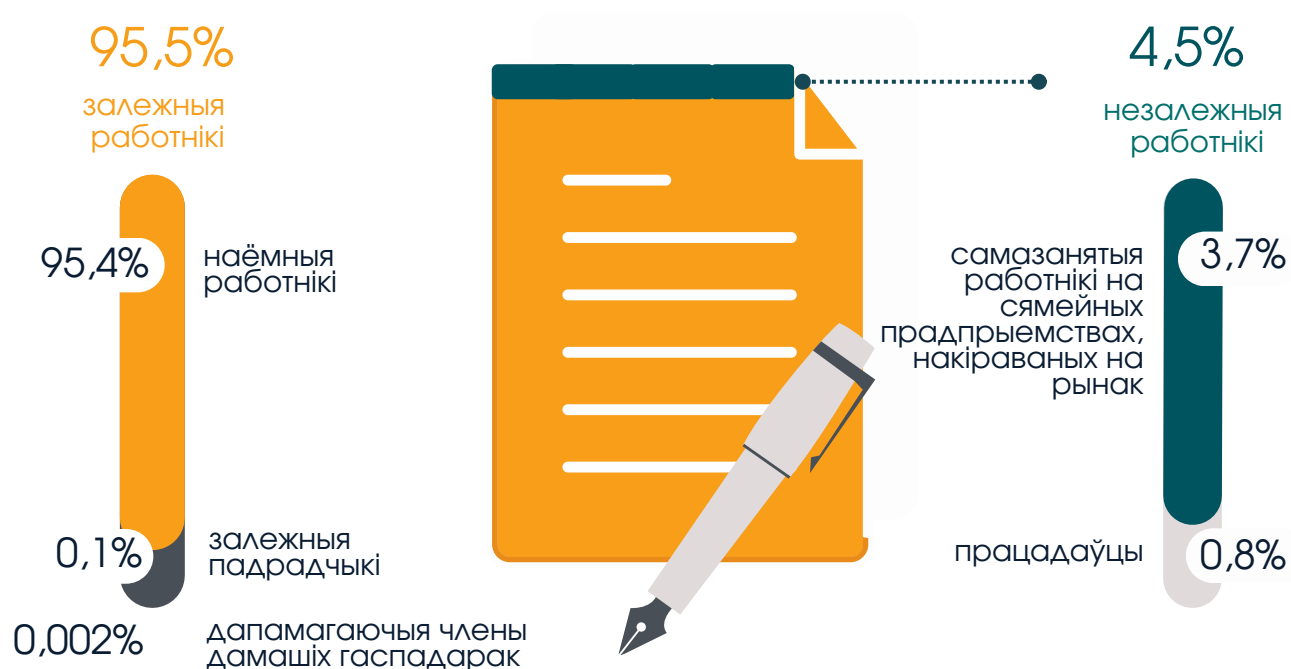 95,5%
залежныя
работнікі
95,4%
наёмныя
работнікі
0,1%
залежныя
падрадчыкі
0,002%
дапамагаючыя члены
дамашіх гаспадарак
4,5%
незалежныя
работнікі
самазанятыя
работнікі на
сямейных
прадпрыемствах,
накіраваных на
рынак
3,7%
працадаўцы
0,8%